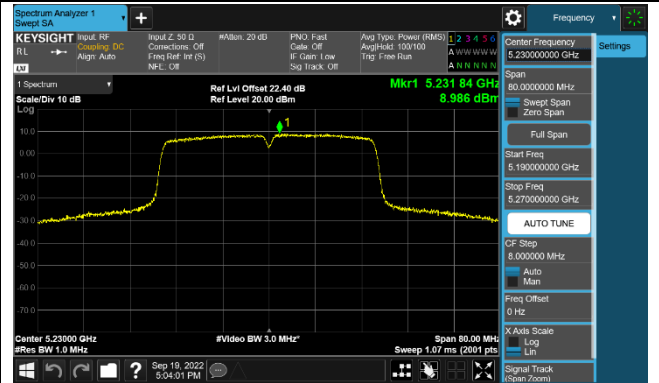 Spectrum Analyzer 1
Swept SA
Frequency
KEYSIGHT
RL
LXI
Input: RF
Coupling: DC
Align: Auto
Input Z: 50 Ω
Corrections: Off
Freq Ref: Int (S)
NFE: Off
#Atten: 20 dB
PNO: Fast
Gate: Off
IF Gain: Low
Sig Track: Off
Avg Type: Power (RMS)
Avg|Hold: 100/100
Trig: Free Run
1 2 3 4 5 6
A W W W W W
A N N N N N
1 Spectrum
Scale/Div 10 dB
Log
Ref Lvl Offset 22.40 dB
Ref Level 20.00 dBm
Mkr1 5.231 84 GHz
8.986 dBm
1
10.0
0.00
-10.0
-20.0
-30.0
-40.0
-50.0
-60.0
-70.0
Center 5.23000 GHz
#Res BW 1.0 MHz
#Video BW 3.0 MHz*
Span 80.00 MHz
Sweep 1.07 ms (2001 pts)
Sep 19, 2022
5:04:01 PM
Center Frequency
5.230000000 GHz
Settings
Span
80.0000000 MHz
Swept Span
Zero Span
Full Span
Start Freq
5.190000000 GHz
Stop Freq
5.270000000 GHz
AUTO TUNE
CF Step
8.000000 MHz
Auto
Man
Freq Offset
0 Hz
X Axis Scale
Log
Lin
Signal Track
(Span Zoom)